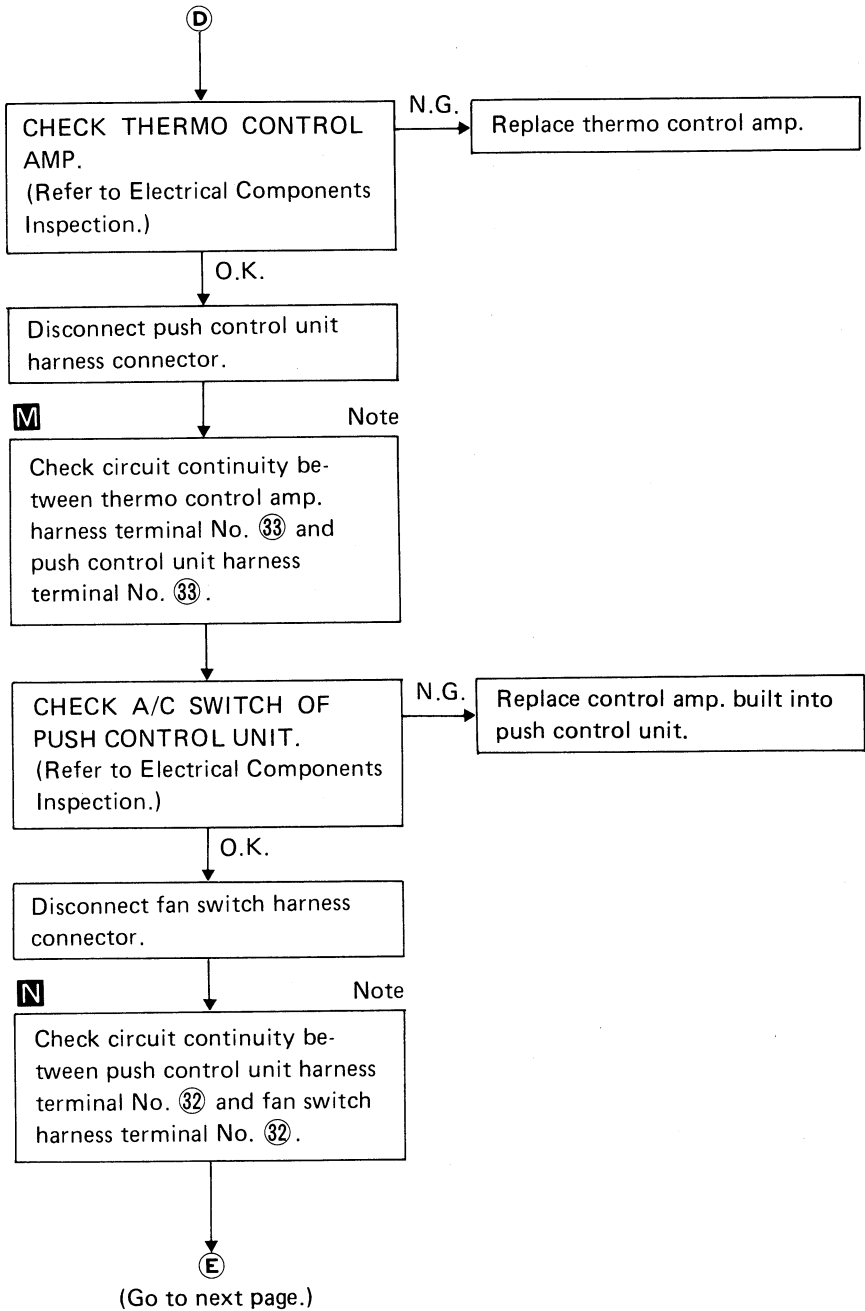 D
CHECK THERMO CONTROL
AMP.
(Refer to Electrical Components
Inspection.)
N.G.
Replace thermo control amp.
O.K.
Disconnect push control unit
harness connector.
M Note
Check circuit continuity be-
tween thermo control amp.
harness terminal No. ㉝ and
push control unit harness
terminal No. ㉝.
CHECK A/C SWITCH OF
PUSH CONTROL UNIT.
(Refer to Electrical Components
Inspection.)
N.G.
Replace control amp. built into
push control unit.
O.K.
Disconnect fan switch harness
connector.
N Note
Check circuit continuity be-
tween push control unit harness
terminal No. ㉜ and fan switch
harness terminal No. ㉜.
E
(Go to next page.)